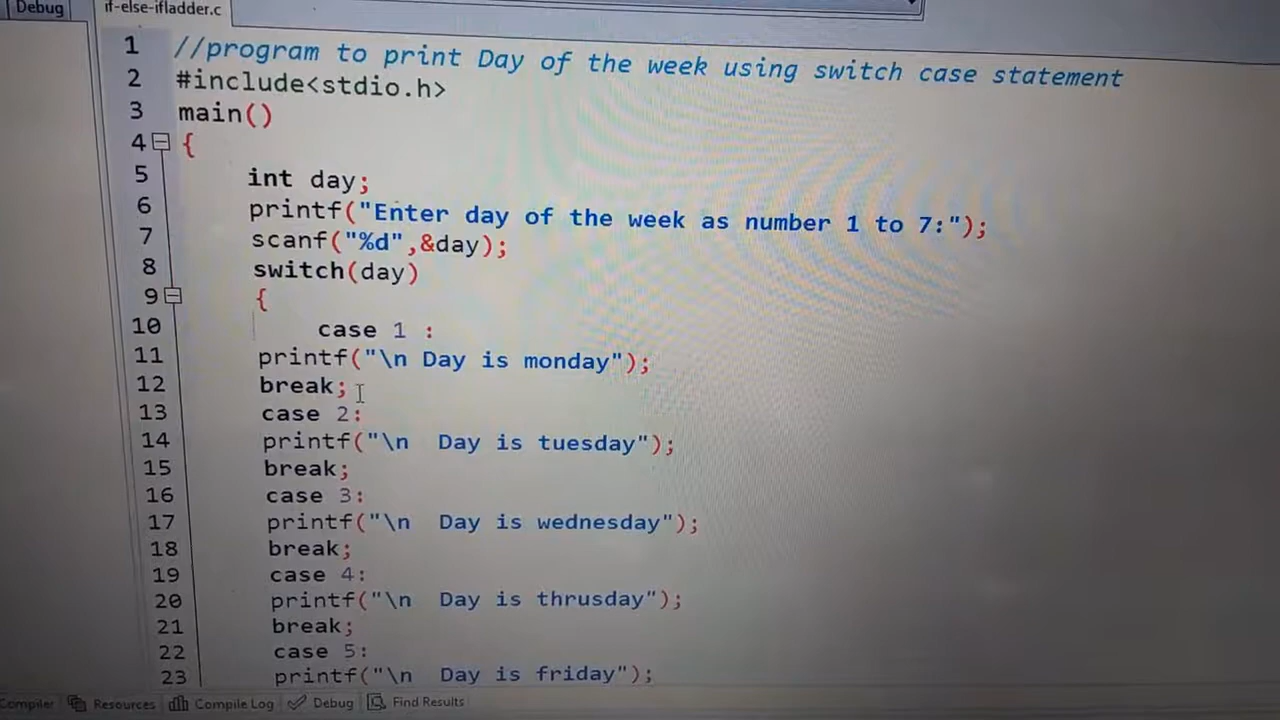 Debug if-else-ifladder.c
1 //program to print Day of the week using switch case statement
2 #include<stdio.h>
3 main()
4 {
5 int day;
6 printf("Enter day of the week as number 1 to 7:");
7 scanf("%d",&day);
8 switch(day)
9 {
10 case 1 :
11 printf("\n Day is monday");
12 break;
13 case 2:
14 printf("\n  Day is tuesday");
15 break;
16 case 3:
17 printf("\n  Day is wednesday");
18 break;
19 case 4:
20 printf("\n  Day is thrusday");
21 break;
22 case 5:
23 printf("\n  Day is friday");
Compiler Resources Compile Log Debug Find Results